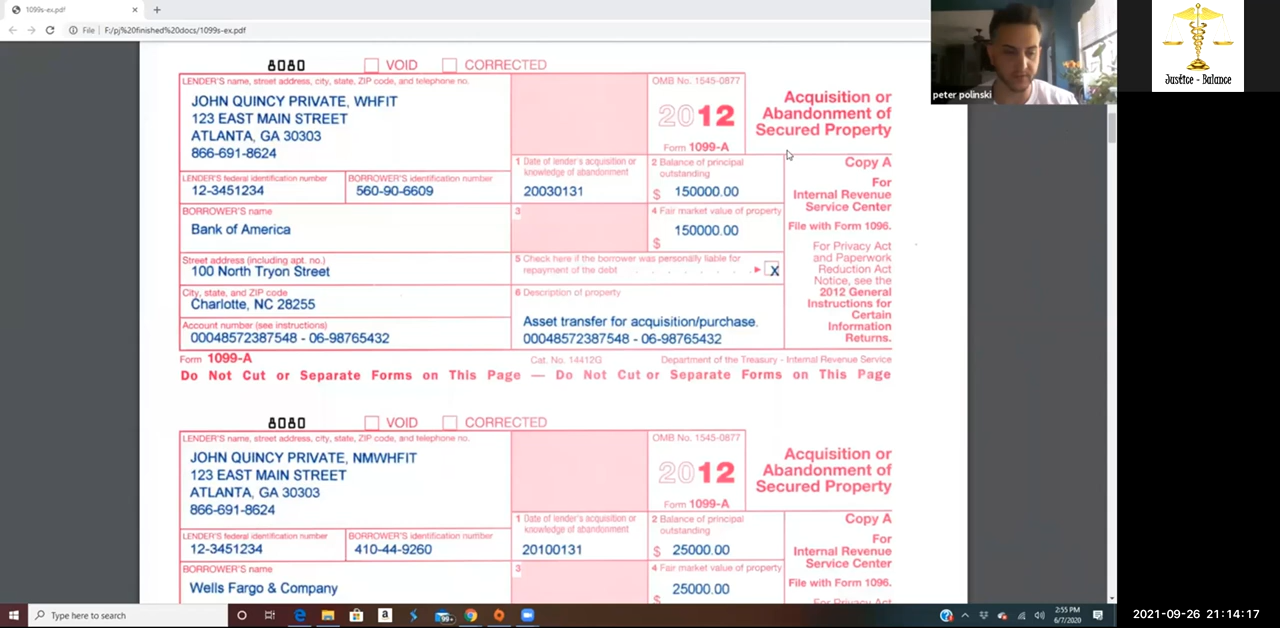 1099s-ex.pdf
File F:/pj%20finished%20docs/1099s-ex.pdf
peter polinski
Justice - Balance
8080 VOID CORRECTED
LENDER'S name, street address, city, state, ZIP code, and telephone no.
JOHN QUINCY PRIVATE, WHFIT
123 EAST MAIN STREET
ATLANTA, GA 30303
866-691-8624
OMB No. 1545-0877
2012
Form 1099-A
Acquisition or
Abandonment of
Secured Property
1 Date of lender's acquisition or
knowledge of abandonment
20030131
2 Balance of principal
outstanding
$ 150000.00
Copy A
For
Internal Revenue
Service Center
File with Form 1096.
For Privacy Act
and Paperwork
Reduction Act
Notice, see the
2012 General
Instructions for
Certain
Information
Returns.
LENDER'S federal identification number
12-3451234
BORROWER'S identification number
560-90-6609
BORROWER'S name
Bank of America
3
4 Fair market value of property
150000.00
$
Street address (including apt. no.)
100 North Tryon Street
5 Check here if the borrower was personally liable for
repayment of the debt . . . . . . . . ► X
City, state, and ZIP code
Charlotte, NC 28255
6 Description of property
Asset transfer for acquisition/purchase.
00048572387548 - 06-98765432
Account number (see instructions)
00048572387548 - 06-98765432
Form 1099-A Cat. No. 14412G Department of the Treasury - Internal Revenue Service
Do Not Cut or Separate Forms on This Page — Do Not Cut or Separate Forms on This Page
8080 VOID CORRECTED
LENDER'S name, street address, city, state, ZIP code, and telephone no.
JOHN QUINCY PRIVATE, NMWHFIT
123 EAST MAIN STREET
ATLANTA, GA 30303
866-691-8624
OMB No. 1545-0877
2012
Form 1099-A
Acquisition or
Abandonment of
Secured Property
1 Date of lender's acquisition or
knowledge of abandonment
20100131
2 Balance of principal
outstanding
$ 25000.00
Copy A
For
Internal Revenue
Service Center
File with Form 1096.
LENDER'S federal identification number
12-3451234
BORROWER'S identification number
410-44-9260
BORROWER'S name
Wells Fargo & Company
3
4 Fair market value of property
25000.00
$
Type here to search
99+
2:55 PM
6/7/2020
2021-09-26 21:14:17